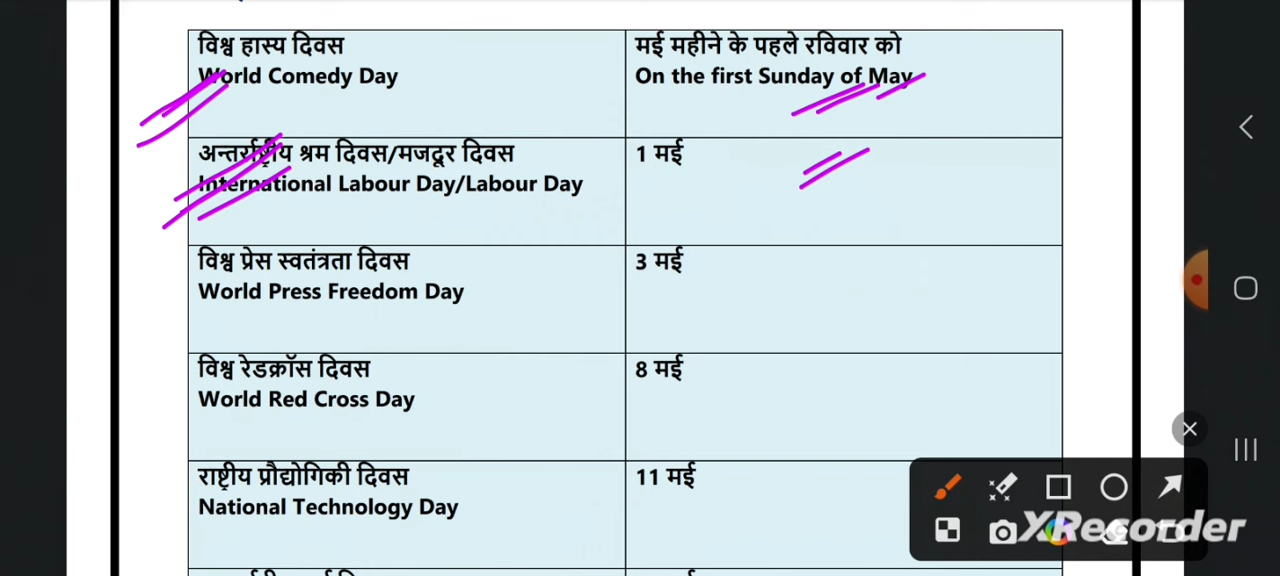 विश्व हास्य दिवस
World Comedy Day
मई महीने के पहले रविवार को
On the first Sunday of May
अन्तर्राष्ट्रीय श्रम दिवस/मजदूर दिवस
International Labour Day/Labour Day
1 मई
विश्व प्रेस स्वतंत्रता दिवस
World Press Freedom Day
3 मई
विश्व रेडक्रॉस दिवस
World Red Cross Day
8 मई
राष्ट्रीय प्रौद्योगिकी दिवस
National Technology Day
11 मई
XRecorder